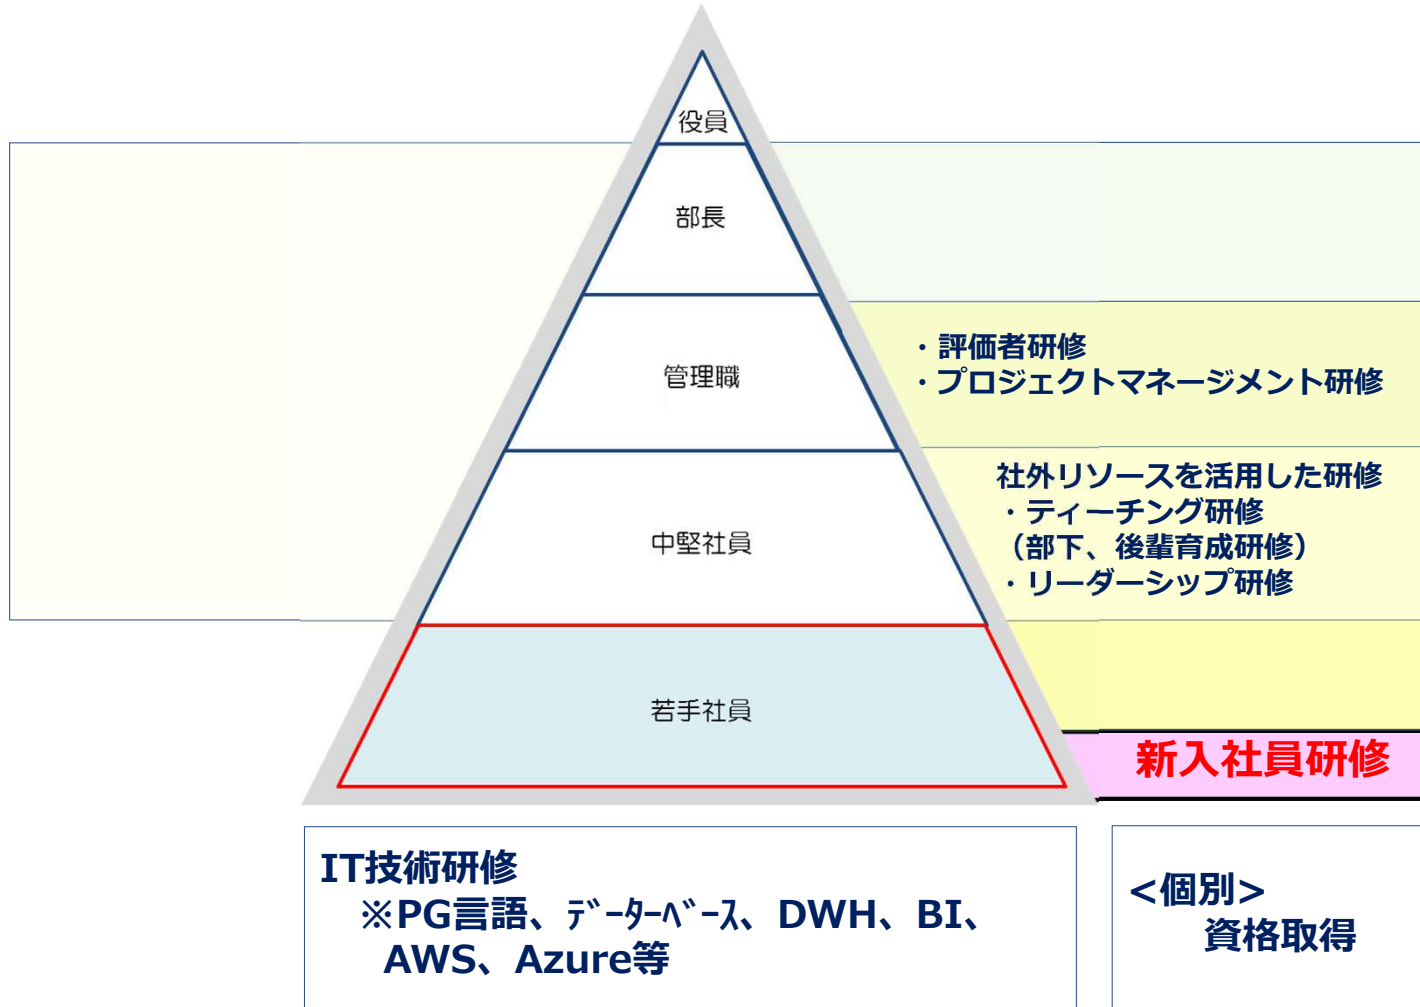 役員
部長
管理職
・評価者研修
・プロジェクトマネージメント研修
中堅社員
社外リソースを活用した研修
・ティーチング研修
（部下、後輩育成研修）
・リーダーシップ研修
若手社員
新入社員研修
IT技術研修
※PG言語、ﾃﾞｰﾀｰﾍﾞｰｽ、DWH、BI、
AWS、Azure等
<個別>
資格取得